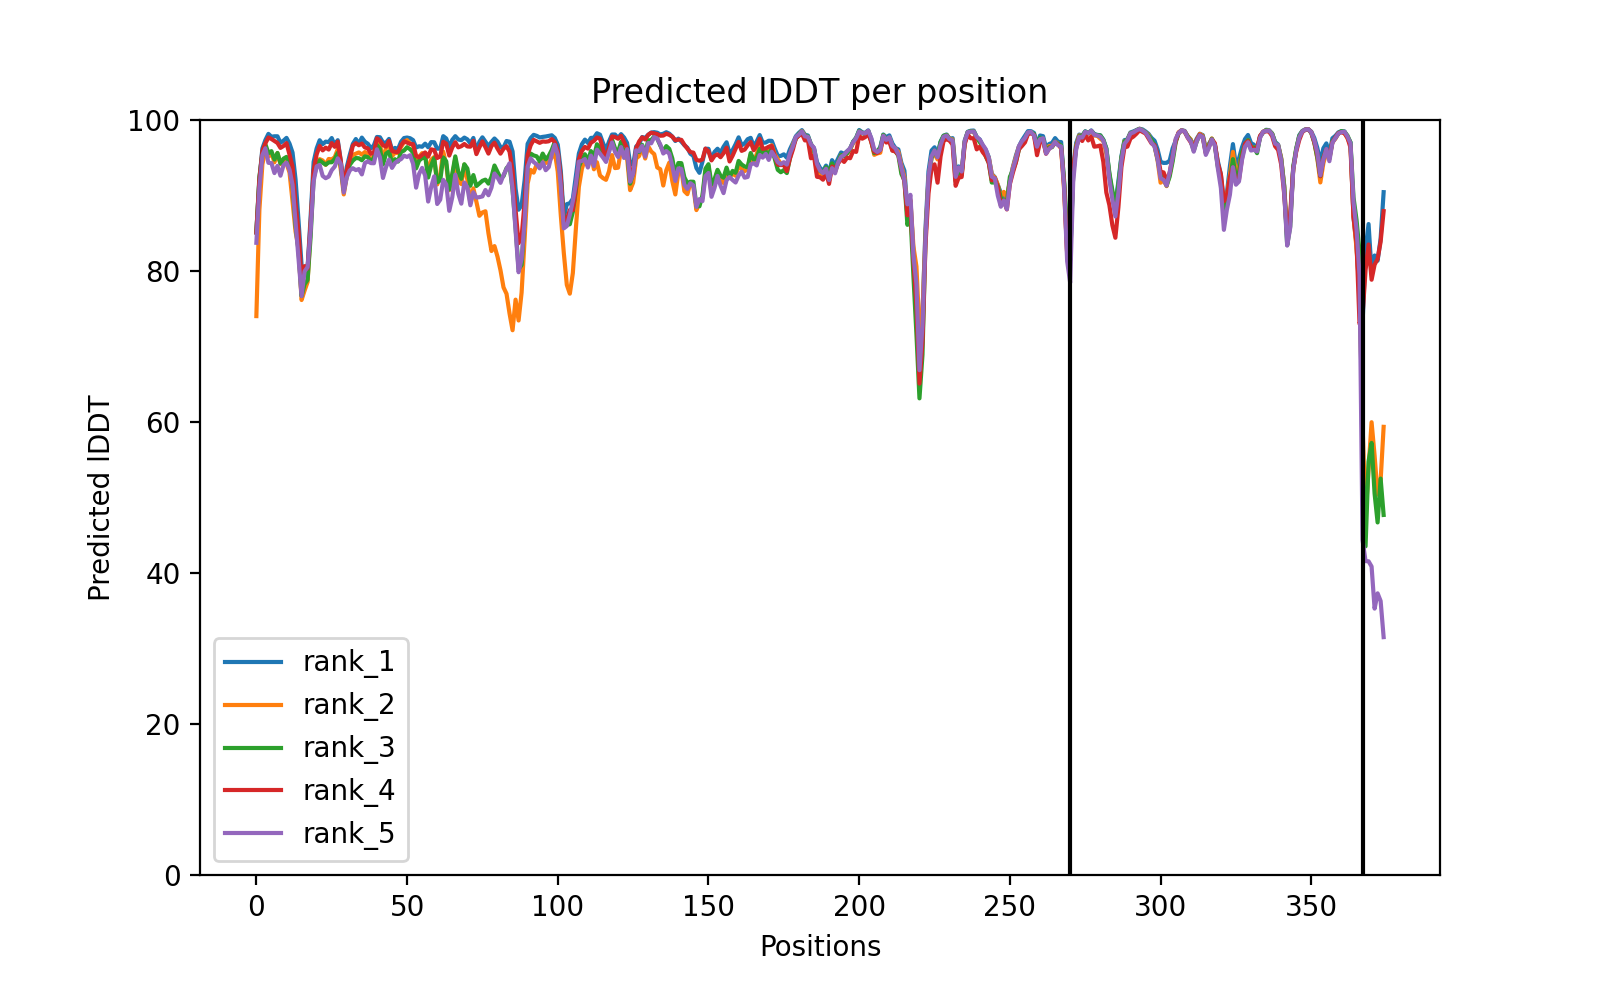 Predicted lDDT per position
100
80
60
40
20
0
Predicted lDDT
rank_1
rank_2
rank_3
rank_4
rank_5
0 50 100 150 200 250 300 350
Positions